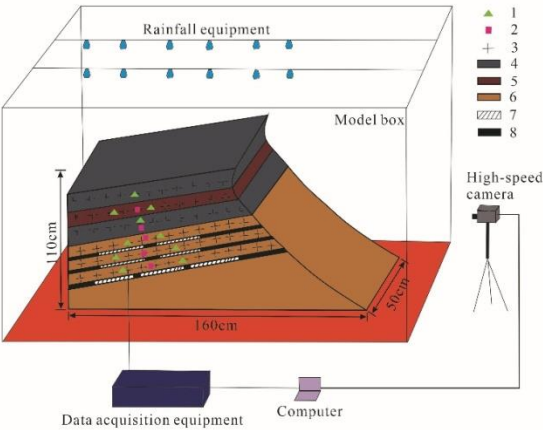 Rainfall equipment
1
2
3
4
5
6
7
8
Model box
High-speed
camera
110cm
50cm
160cm
Data acquisition equipment
Computer